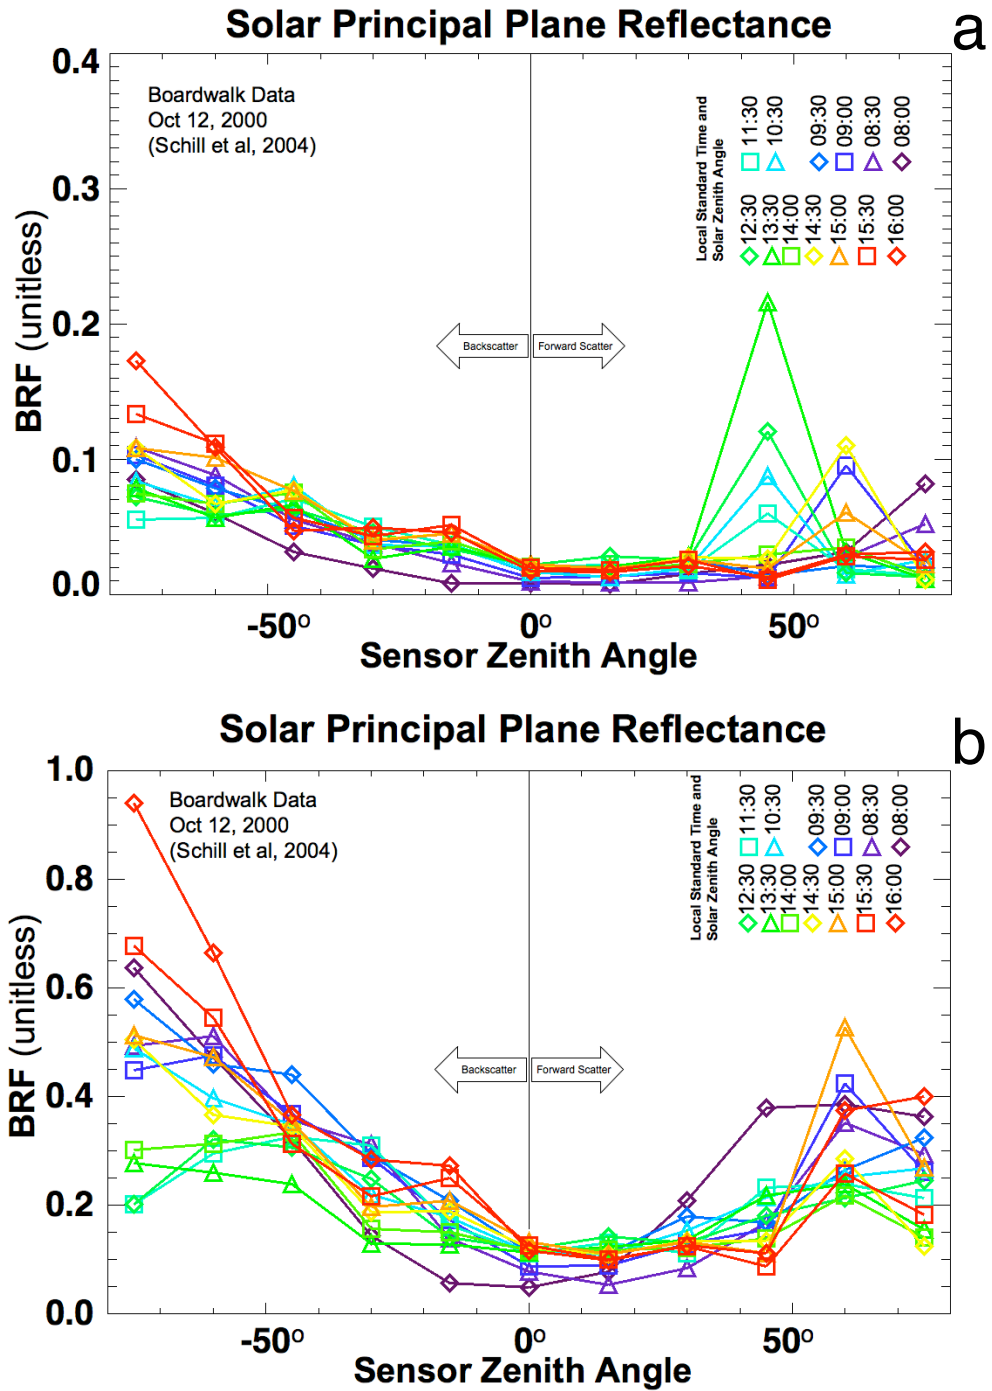 Solar Principal Plane Reflectance
a
0.4
Boardwalk Data
Oct 12, 2000
(Schill et al, 2004)
Local Standard Time and
Solar Zenith Angle
11:30
10:30
09:30
09:00
08:30
08:00
12:30
13:30
14:00
14:30
15:00
15:30
16:00
0.3
0.2
0.1
0.0
BRF (unitless)
Backscatter
Forward Scatter
-50º
0º
50º
Sensor Zenith Angle
Solar Principal Plane Reflectance
b
1.0
Boardwalk Data
Oct 12, 2000
(Schill et al, 2004)
Local Standard Time and
Solar Zenith Angle
11:30
10:30
09:30
09:00
08:30
08:00
12:30
13:30
14:00
14:30
15:00
15:30
16:00
0.8
0.6
0.4
0.2
0.0
BRF (unitless)
Backscatter
Forward Scatter
-50º
0º
50º
Sensor Zenith Angle